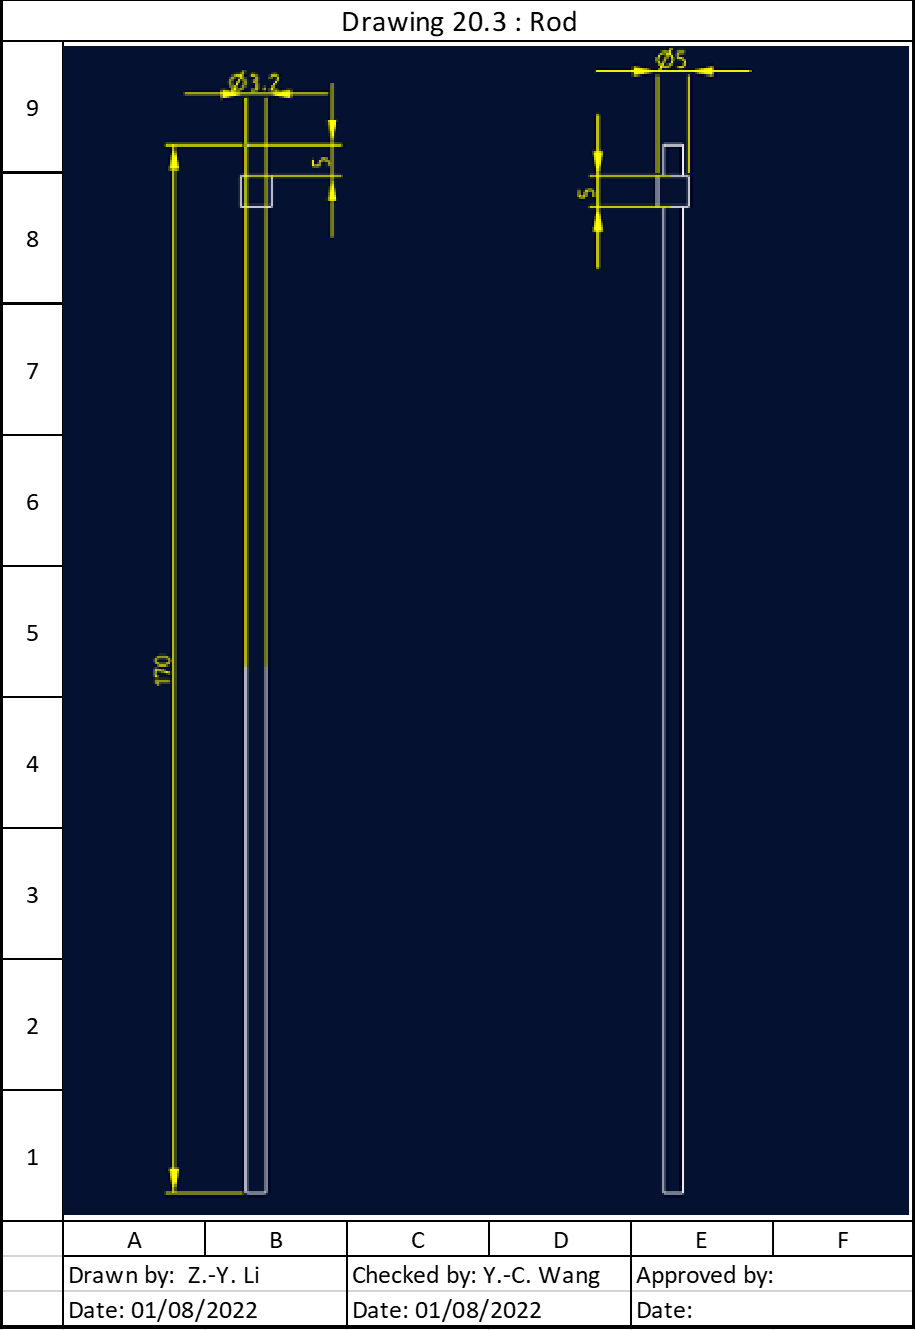 Drawing 20.3 : Rod
9
Ø3.2
Ø5
5
5
8
7
6
5
170
4
3
2
1
A B C D E F
Drawn by: Z.-Y. Li Checked by: Y.-C. Wang Approved by:
Date: 01/08/2022 Date: 01/08/2022 Date: